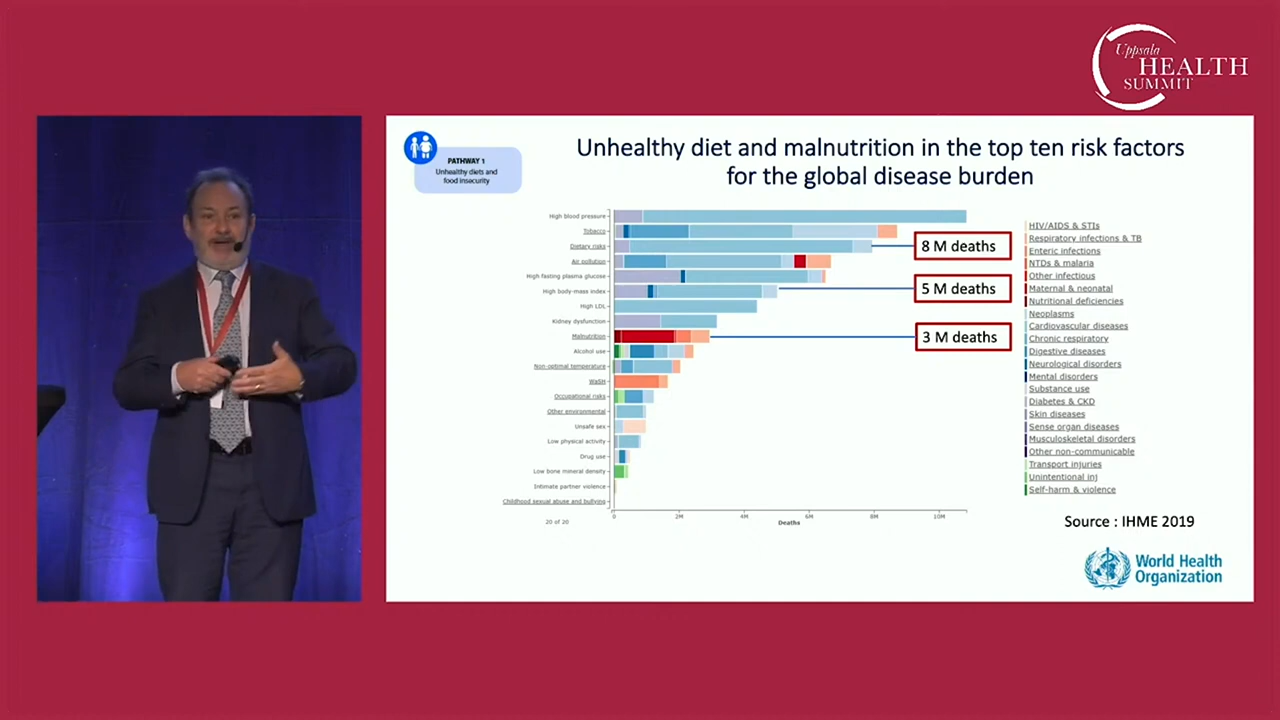 Uppsala
HEALTH
SUMMIT
PATHWAY 1
Unhealthy diets and
food insecurity
Unhealthy diet and malnutrition in the top ten risk factors
for the global disease burden
High blood pressure
Tobacco
Dietary risks
Air pollution
High fasting plasma glucose
High body-mass index
High LDL
Kidney dysfunction
Malnutrition
Alcohol use
Non-optimal temperature
WaSH
Occupational risks
Other environmental
Unsafe sex
Low physical activity
Drug use
Low bone mineral density
Intimate partner violence
Childhood sexual abuse and bullying
20 of 20
0 2M 4M 6M 8M 10M
Deaths
8 M deaths
5 M deaths
3 M deaths
HIV/AIDS & STIs
Respiratory infections & TB
Enteric infections
NTDs & malaria
Other infectious
Maternal & neonatal
Nutritional deficiencies
Neoplasms
Cardiovascular diseases
Chronic respiratory
Digestive diseases
Neurological disorders
Mental disorders
Substance use
Diabetes & CKD
Skin diseases
Sense organ diseases
Musculoskeletal disorders
Other non-communicable
Transport injuries
Unintentional inj
Self-harm & violence
Source : IHME 2019
World Health
Organization